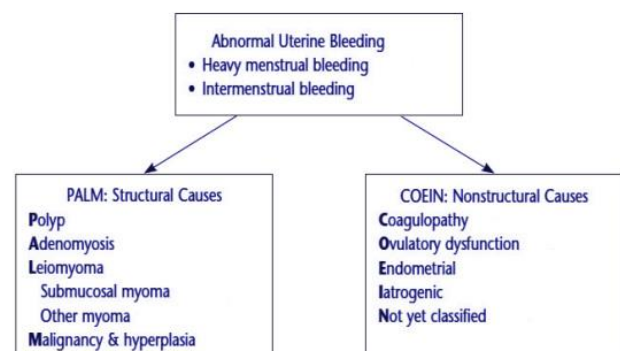 Abnormal Uterine Bleeding
• Heavy menstrual bleeding
• Intermenstrual bleeding
PALM: Structural Causes
Polyp
Adenomyosis
Leiomyoma
Submucosal myoma
Other myoma
Malignancy & hyperplasia
COEIN: Nonstructural Causes
Coagulopathy
Ovulatory dysfunction
Endometrial
Iatrogenic
Not yet classified